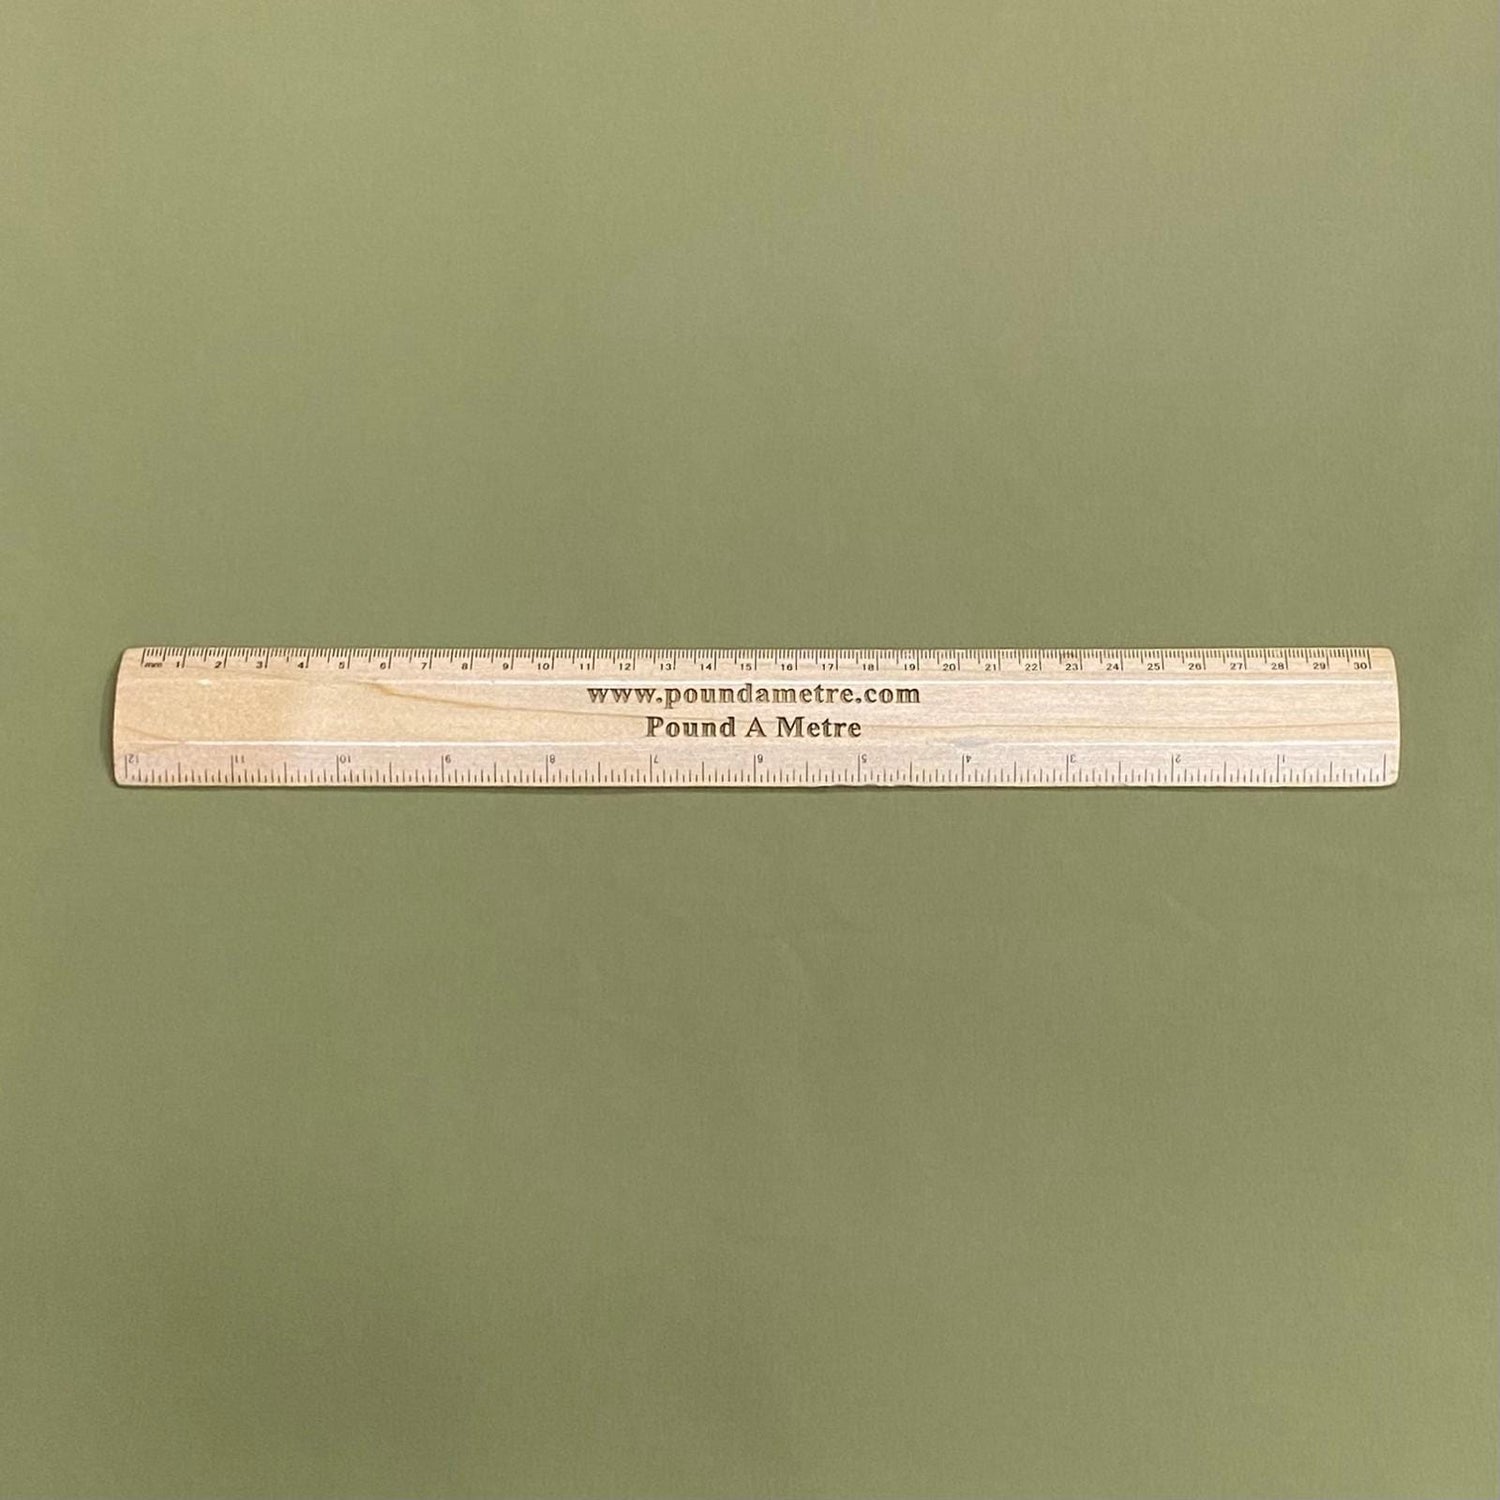 mm 1 2 3 4 5 6 7 8 9 10 11 12 13 14 15 16 17 18 19 20 21 22 23 24 25 26 27 28 29 30
www.poundametre.com
Pound A Metre
12 11 10 9 8 7 6 5 4 3 2 1